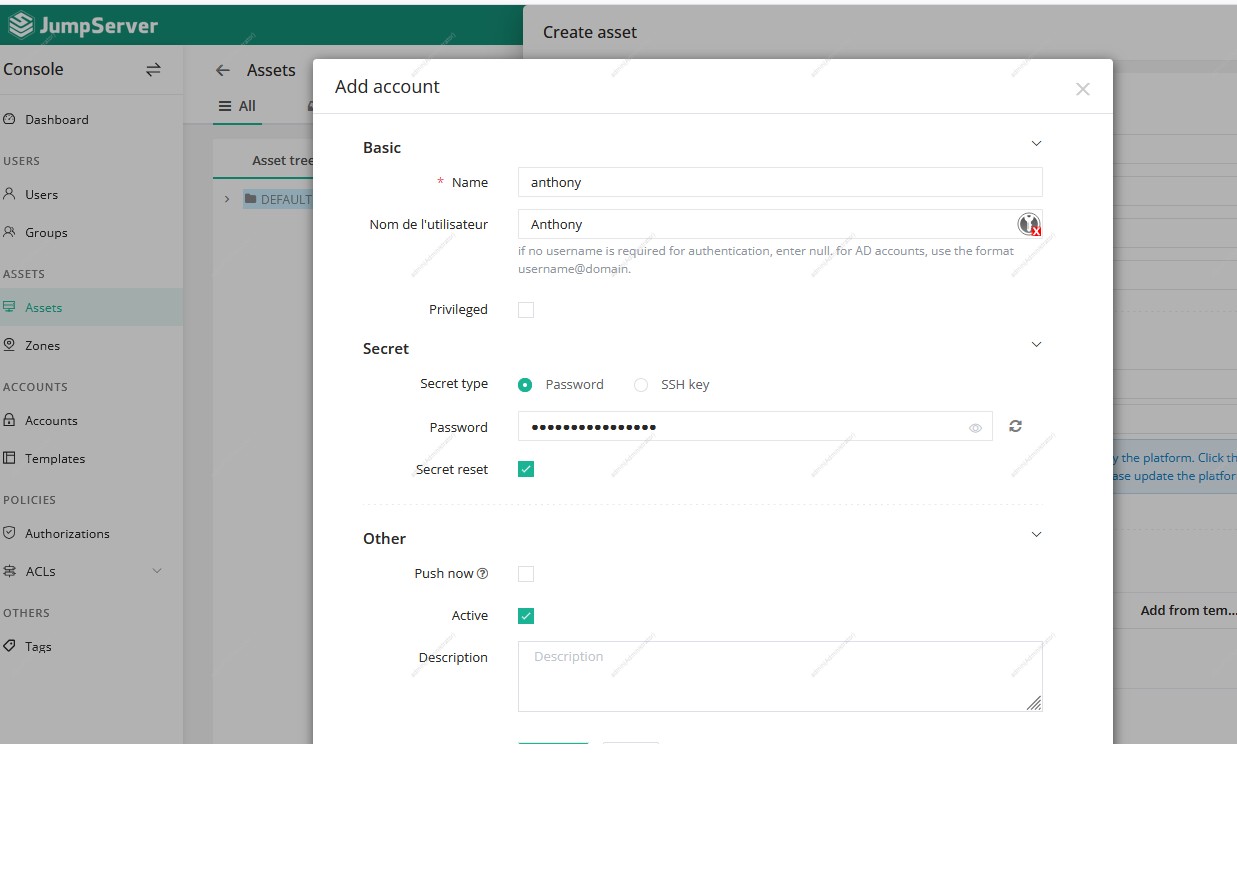 JumpServer
Create asset
Console
Assets
Add account
All
Dashboard
Basic
Asset tree
USERS
* Name
anthony
Users
DEFAULT
Nom de l'utilisateur
Anthony
Groups
if no username is required for authentication, enter null. for AD accounts, use the format
username@domain.
ASSETS
Assets
Privileged
Zones
Secret
ACCOUNTS
Secret type
Password
SSH key
Accounts
Password
Templates
y the platform. Click th
Secret reset
ase update the platfor
POLICIES
Authorizations
Other
ACLs
Push now
OTHERS
Active
Add from tem...
Tags
Description
Description